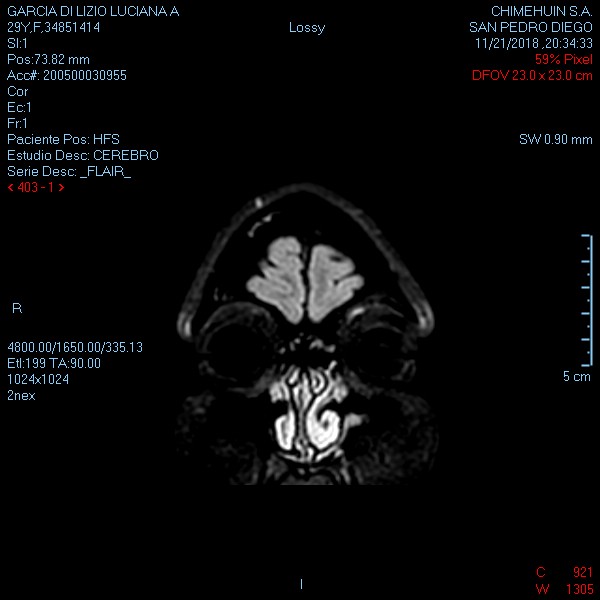 GARCIA DI LIZIO LUCIANA A
29Y,F,34851414
Sl:1
Pos:73.82 mm
Acc#: 200500030955
Cor
Ec:1
Fr:1
Paciente Pos: HFS
Estudio Desc: CEREBRO
Serie Desc: _FLAIR_
< 403 - 1 >
Lossy
CHIMEHUIN S.A.
SAN PEDRO DIEGO
11/21/2018 ,20:34:33
59% Pixel
DFOV 23.0 x 23.0 cm
SW 0.90 mm
R
4800.00/1650.00/335.13
Etl:199 TA:90.00
1024x1024
2nex
5 cm
I
C 921
W 1305